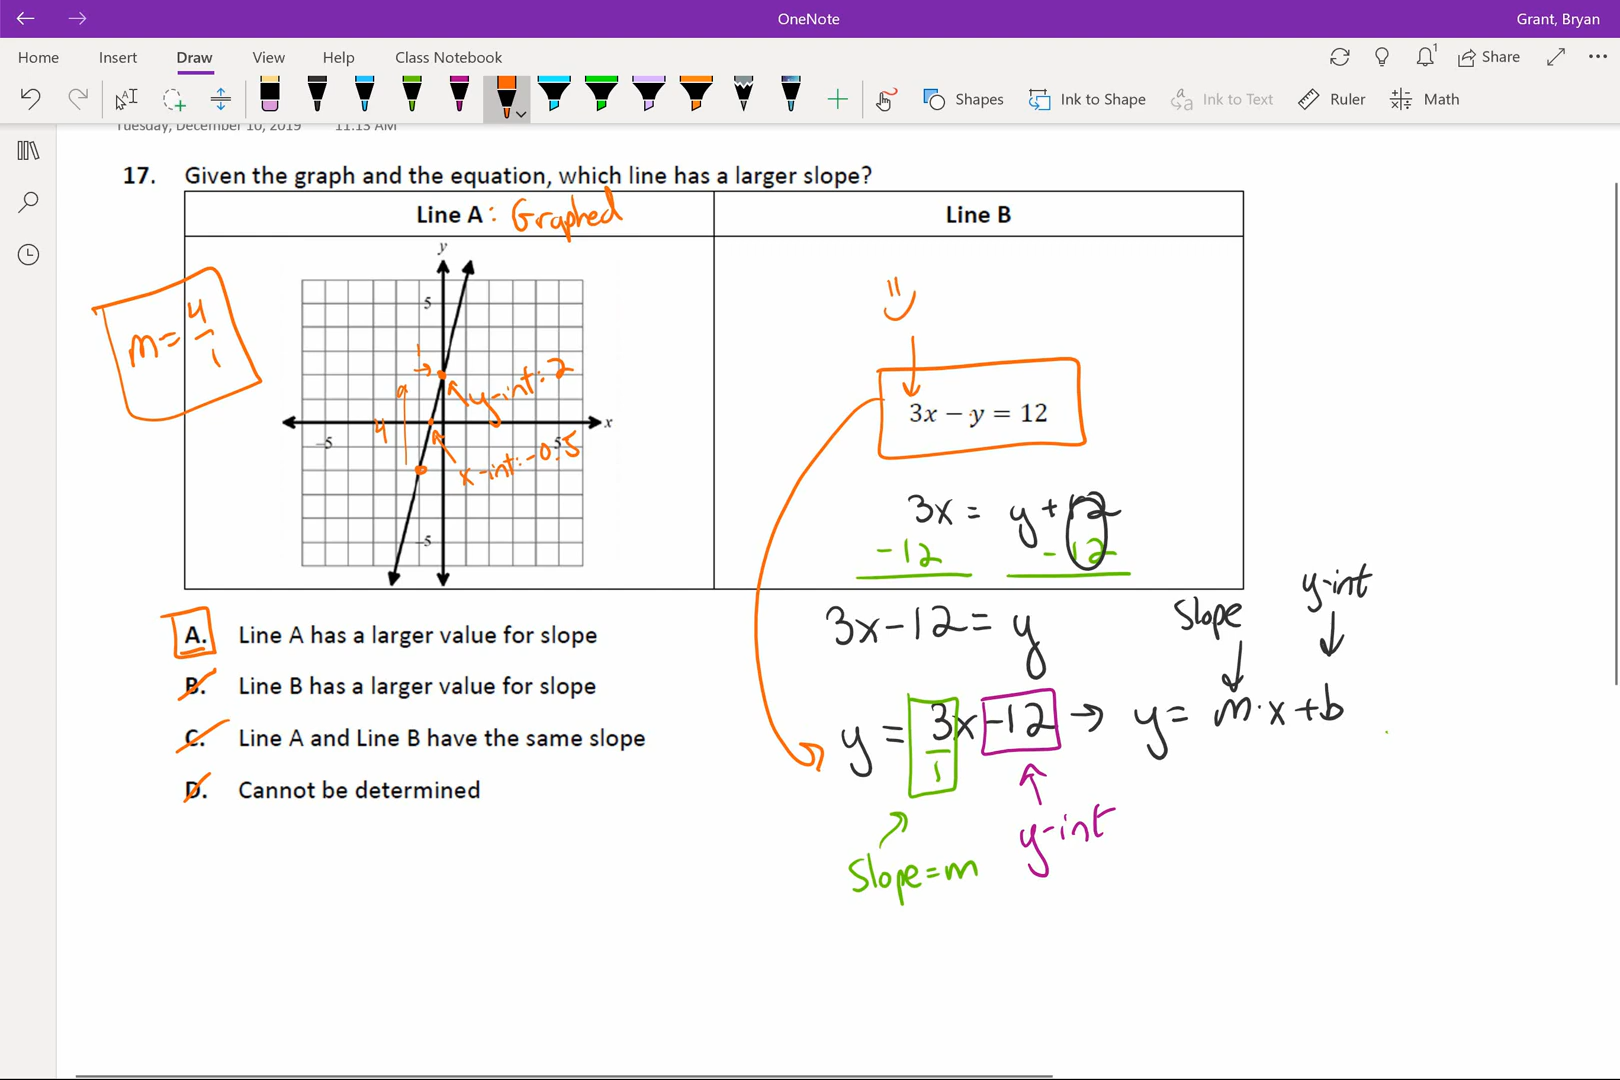 OneNote
Grant, Bryan
Home Insert Draw View Help Class Notebook
1 Share
Shapes Ink to Shape Ink to Text Ruler Math
Tuesday, December 10, 2019 11:15 AM
17. Given the graph and the equation, which line has a larger slope?
Line A : Graphed
Line B
y
5
m = 4/1
1
y-int: 2
3x − y = 12
x
-5
4
5
x-int: -0.5
-5
3x = y + 12
-12 -12
3x - 12 = y
Slope
y-int
y = 3/1 x - 12 → y = m·x + b
Slope = m
y-int
A. Line A has a larger value for slope
B. Line B has a larger value for slope
C. Line A and Line B have the same slope
D. Cannot be determined